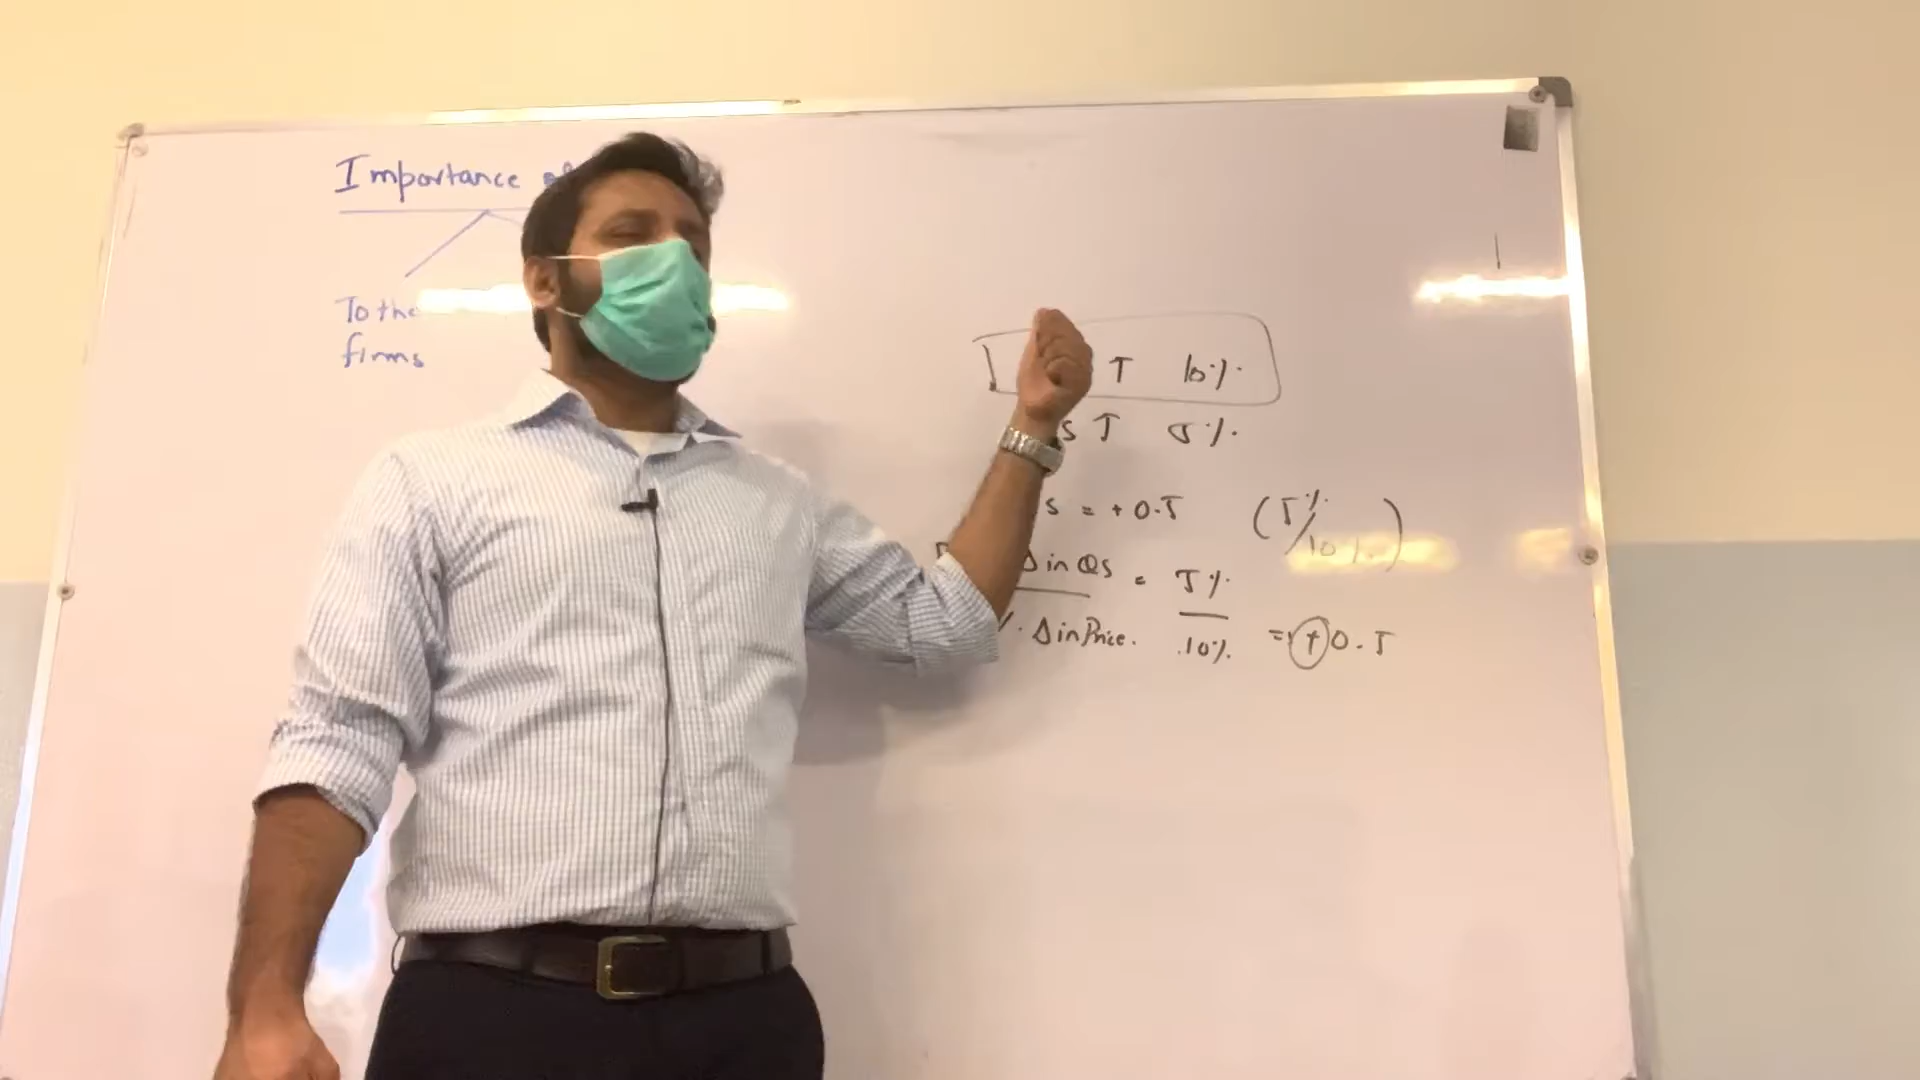 Importance
To the
firms
↑ 10%
S ↑ 5%
S = + 0.5 (5%/10%)
Δ in QS = 5%
%. Δ in Price. 10% = + 0.5